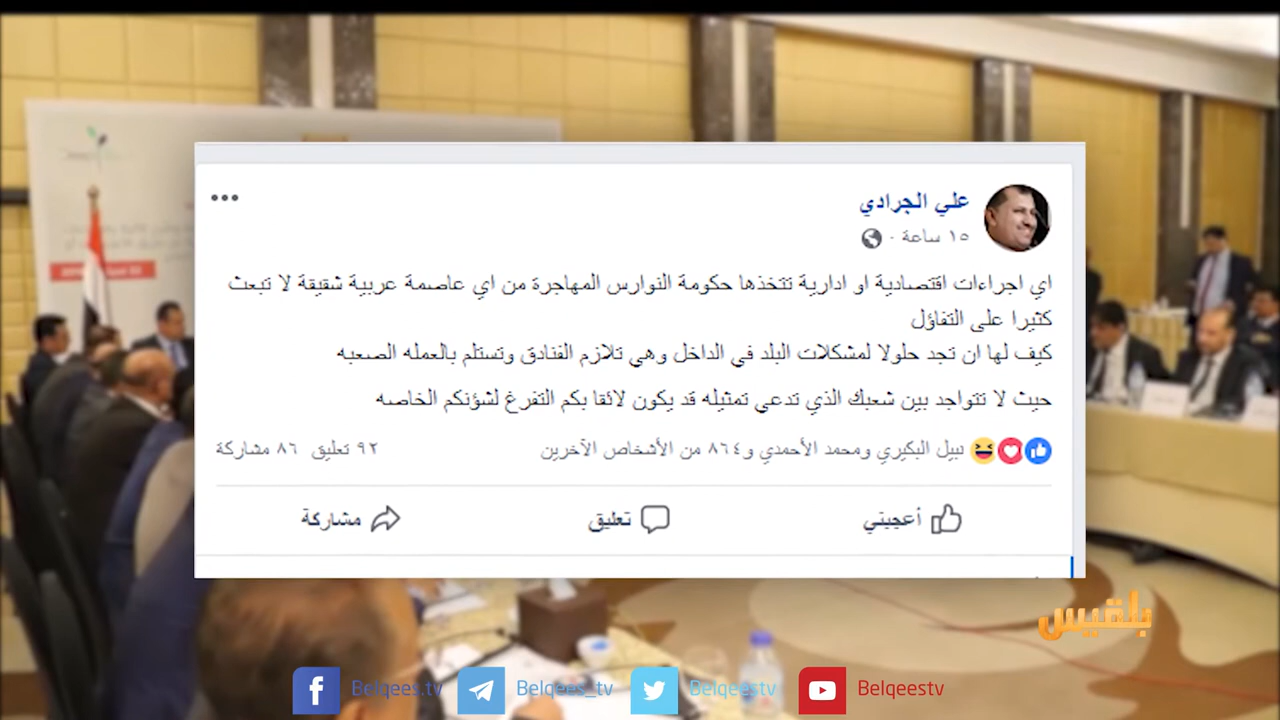 علي الجرادي
١٥ ساعة ·
اي اجراءات اقتصادية او ادارية تتخذها حكومة النوارس المهاجرة من اي عاصمة عربية شقيقة لا تبعث
كثيرا على التفاؤل
كيف لها ان تجد حلولا لمشكلات البلد في الداخل وهي تلازم الفنادق وتستلم بالعمله الصعبه
حيث لا تتواجد بين شعبك الذي تدعي تمثيله قد يكون لائقا بكم التفرغ لشؤنكم الخاصه
نبيل البكيري ومحمد الأحمدي و٨٦٤ من الأشخاص الآخرين
٩٢ تعليق ٨٦ مشاركة
أعجبتي
تعليق
مشاركة
بلقيس
Belqees.tv
Belqees_tv
Belqeestv
Belqeestv